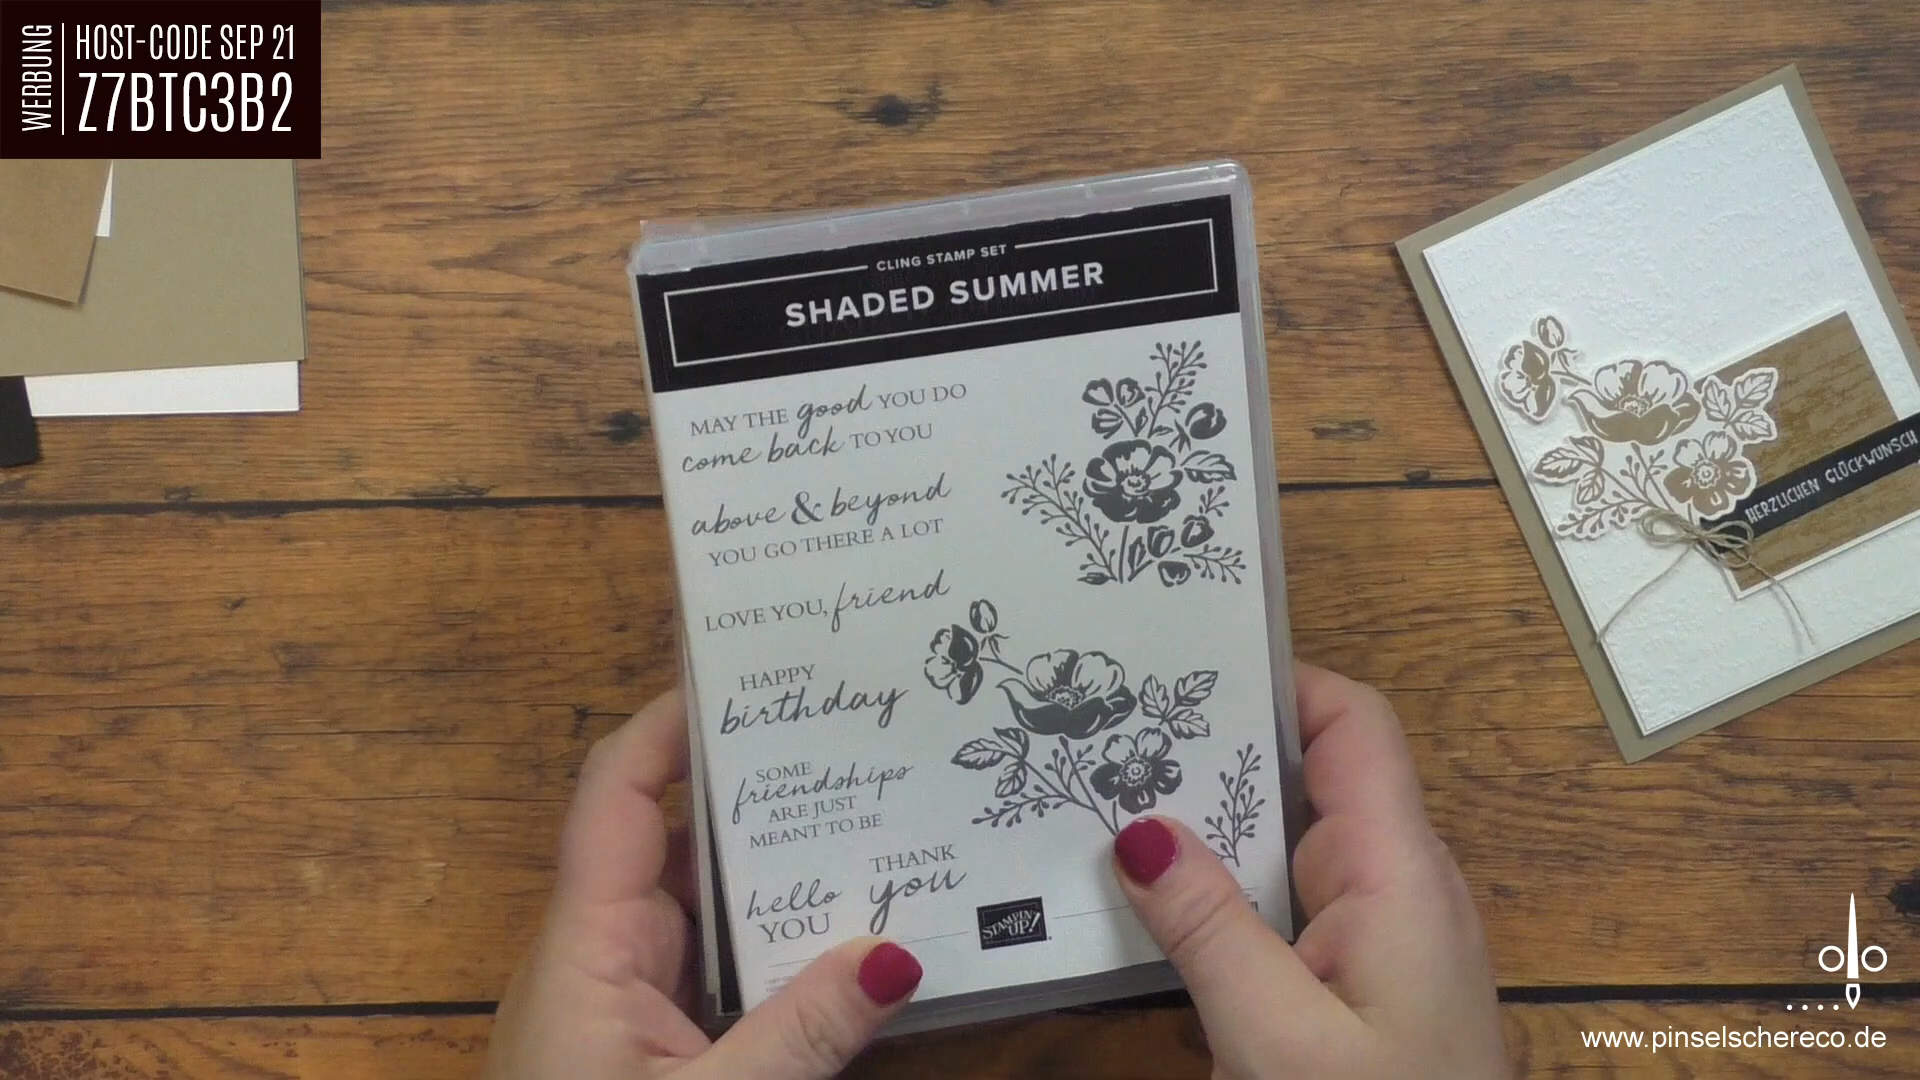 WERBUNG
HOST-CODE SEP 21
Z7BTC3B2
CLING STAMP SET
SHADED SUMMER
MAY THE good YOU DO
come back TO YOU
above & beyond
YOU GO THERE A LOT
LOVE YOU, friend
HAPPY
birthday
SOME
friendships
ARE JUST
MEANT TO BE
hello
YOU
THANK
you
STAMPIN'
UP!
HERZLICHEN GLÜCKWUNSCH
www.pinselschereco.de